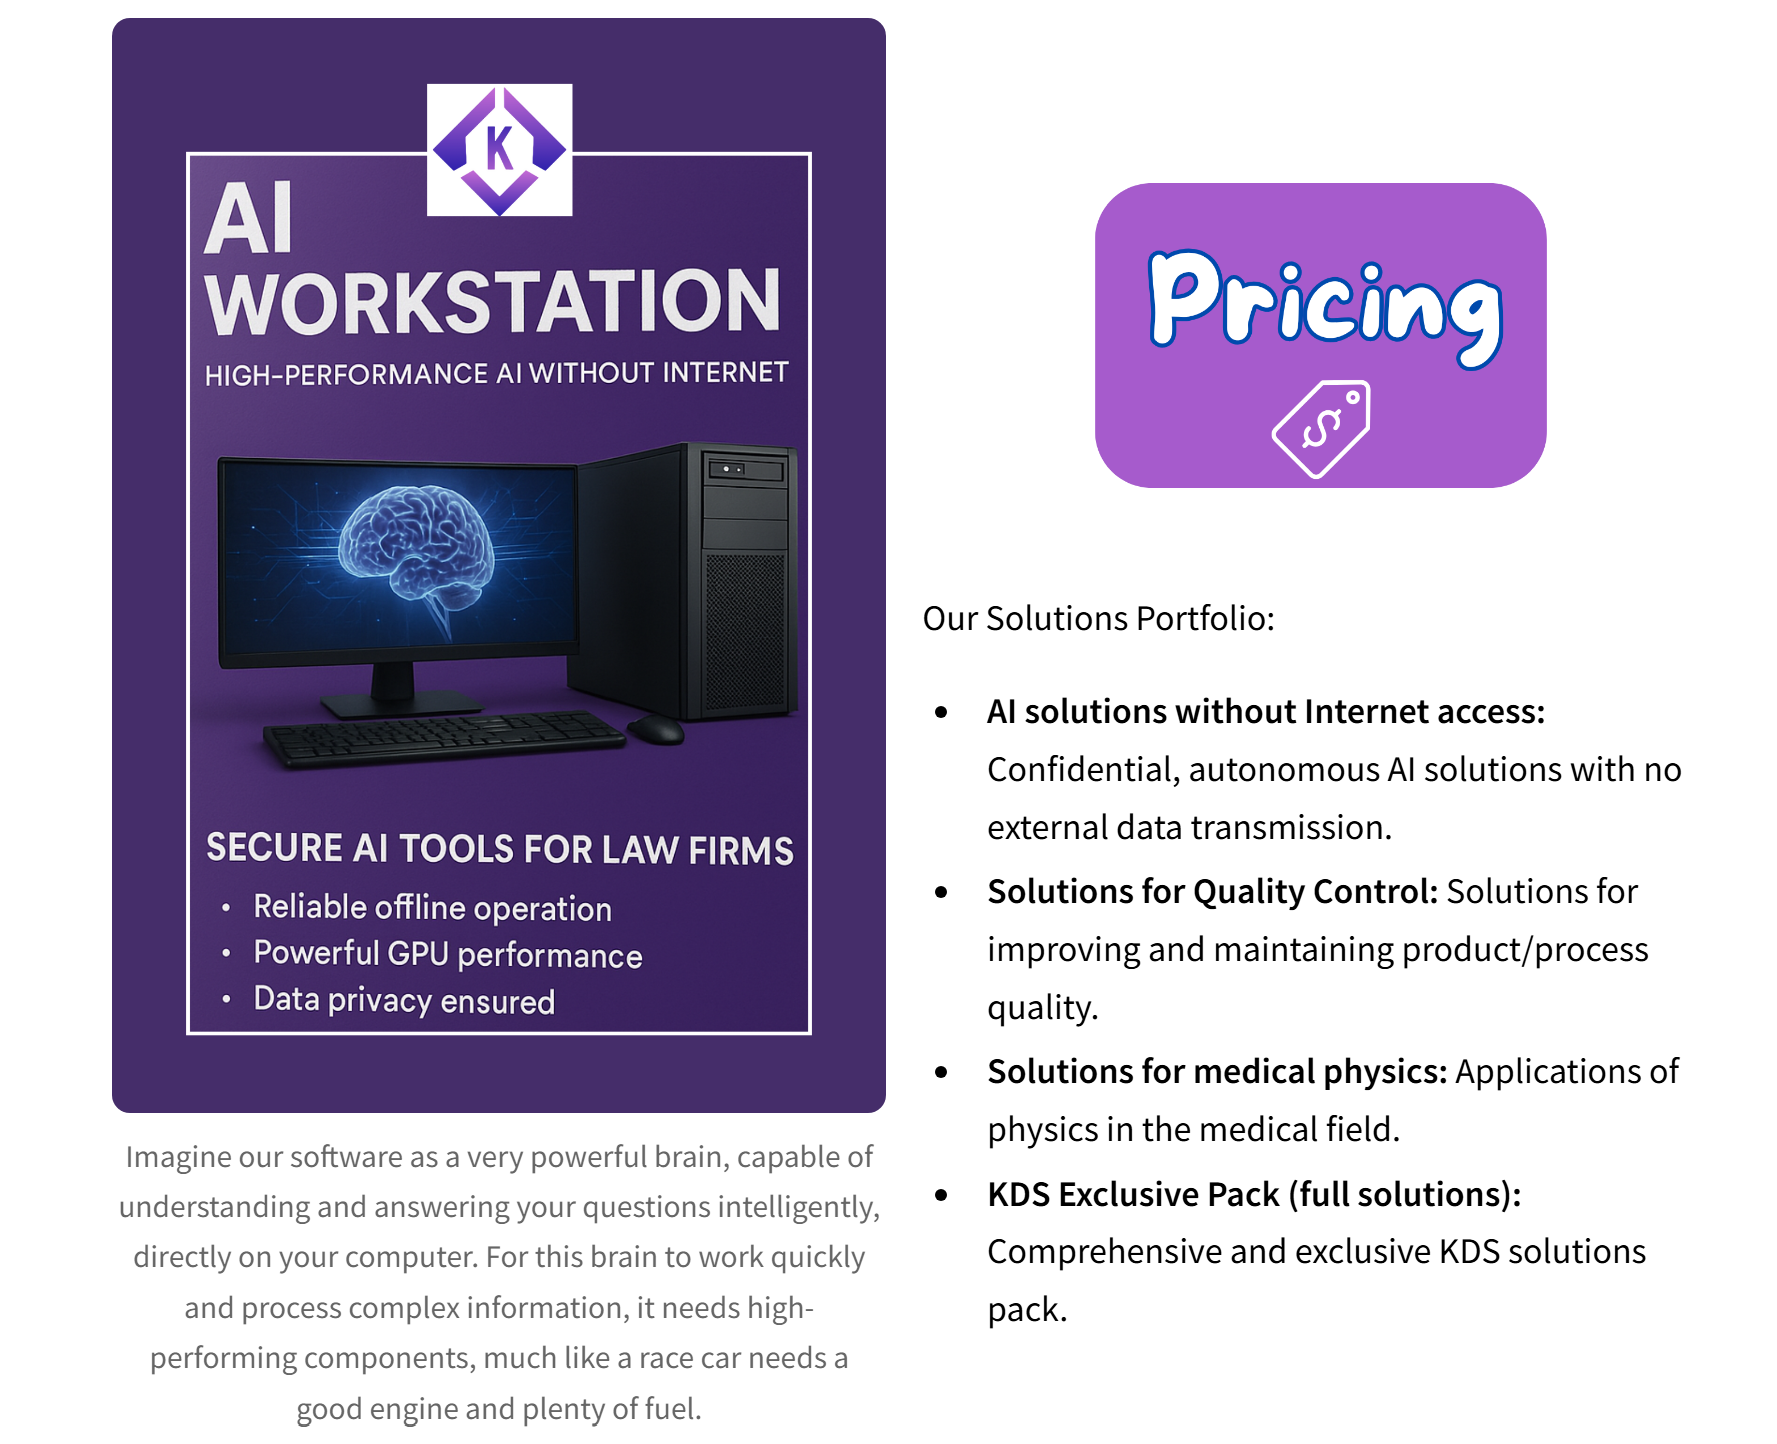 K
AI
WORKSTATION
HIGH-PERFORMANCE AI WITHOUT INTERNET
SECURE AI TOOLS FOR LAW FIRMS
• Reliable offline operation
• Powerful GPU performance
• Data privacy ensured
Imagine our software as a very powerful brain, capable of
understanding and answering your questions intelligently,
directly on your computer. For this brain to work quickly
and process complex information, it needs high-
performing components, much like a race car needs a
good engine and plenty of fuel.
Pricing
$
Our Solutions Portfolio:
• AI solutions without Internet access:
Confidential, autonomous AI solutions with no
external data transmission.
• Solutions for Quality Control: Solutions for
improving and maintaining product/process
quality.
• Solutions for medical physics: Applications of
physics in the medical field.
• KDS Exclusive Pack (full solutions):
Comprehensive and exclusive KDS solutions
pack.